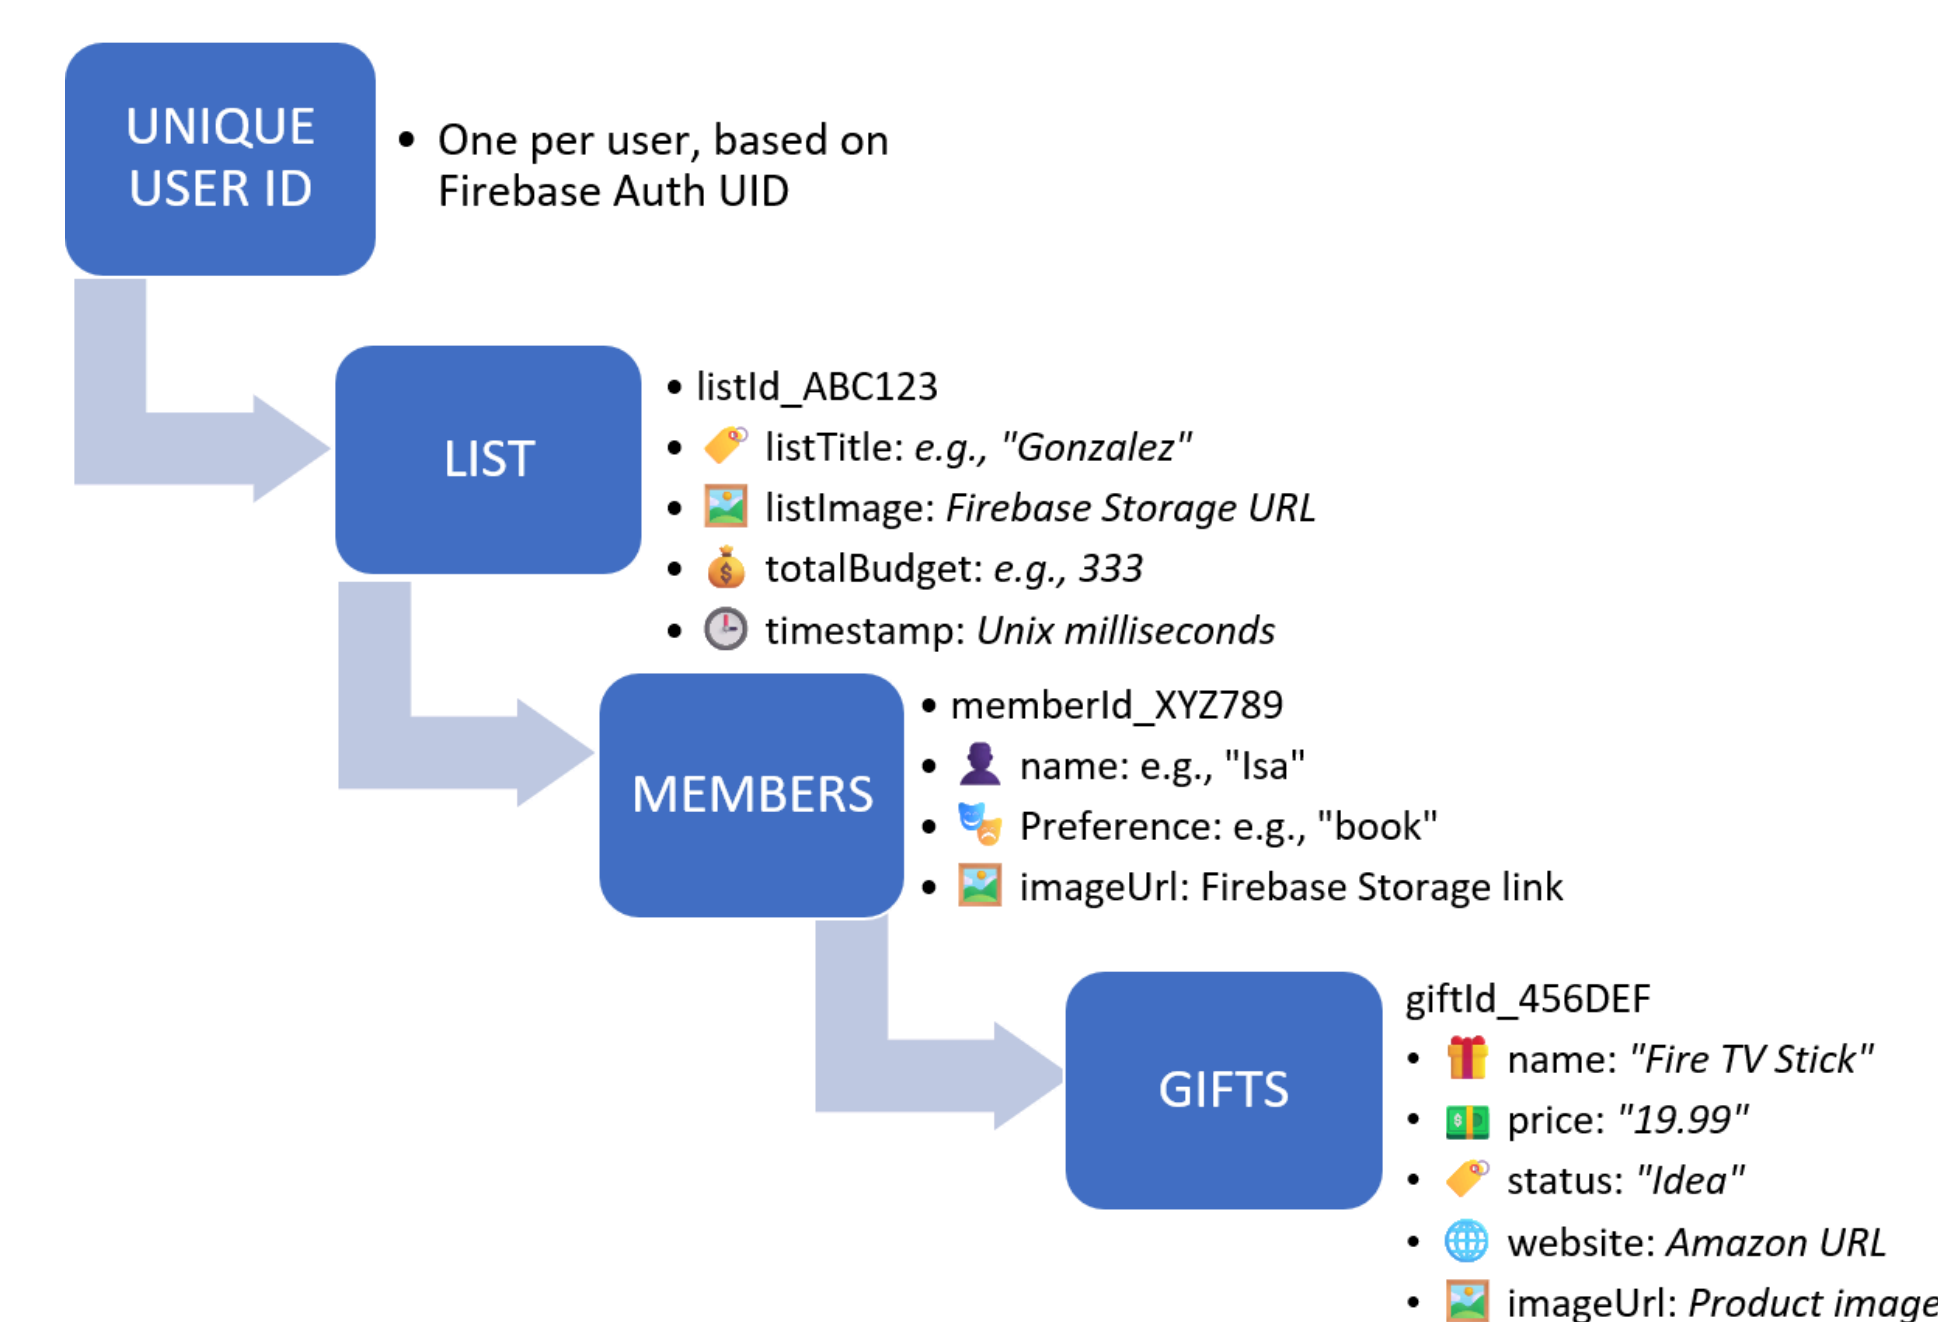 UNIQUE
USER ID
• One per user, based on
Firebase Auth UID
LIST
• listId_ABC123
• listTitle: e.g., "Gonzalez"
• listImage: Firebase Storage URL
• totalBudget: e.g., 333
• timestamp: Unix milliseconds
MEMBERS
• memberId_XYZ789
• name: e.g., "Isa"
• Preference: e.g., "book"
• imageUrl: Firebase Storage link
GIFTS
giftId_456DEF
• name: "Fire TV Stick"
• price: "19.99"
• status: "Idea"
• website: Amazon URL
• imageUrl: Product image